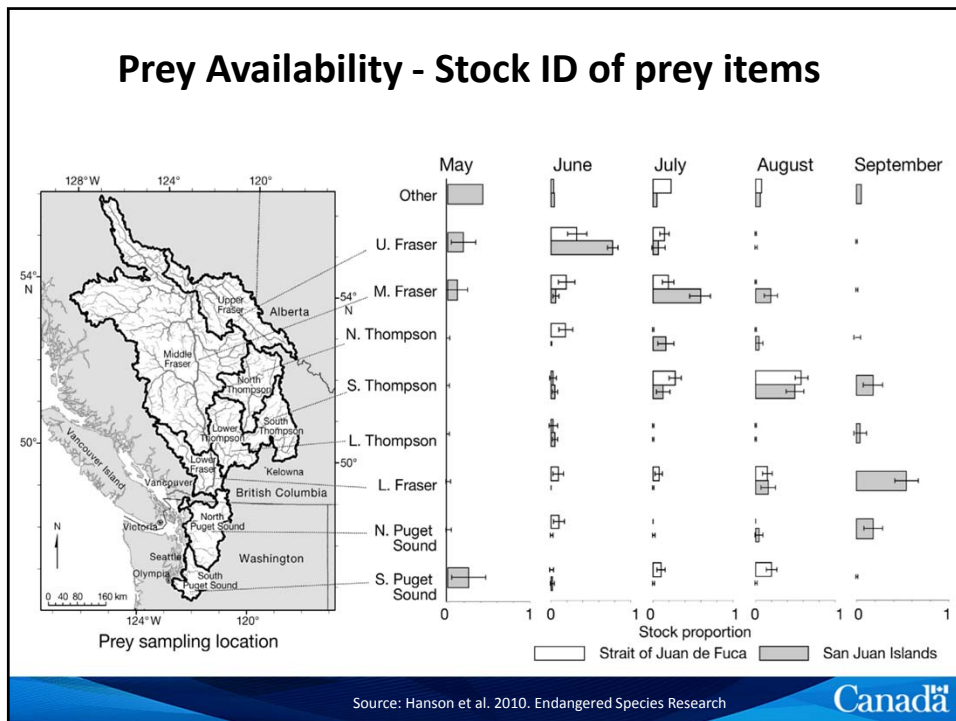 Prey Availability - Stock ID of prey items
128°W
124°
120°
54°
N
54°
N
50°
50°
Upper
Fraser
Alberta
Middle
Fraser
North
Thompson
South
Thompson
Lower
Thompson
Lower
Fraser
Kelowna
Vancouver Island
Vancouver
British Columbia
Victoria
North
Puget Sound
Seattle
Washington
Olympia
South
Puget Sound
N
0 40 80 160 km
124°W
120°
Prey sampling location
May
June
July
August
September
Other
U. Fraser
M. Fraser
N. Thompson
S. Thompson
L. Thompson
L. Fraser
N. Puget
Sound
S. Puget
Sound
0 1 0 1 0 1 0 1 0 1
Stock proportion
Strait of Juan de Fuca
San Juan Islands
Source: Hanson et al. 2010. Endangered Species Research
Canada